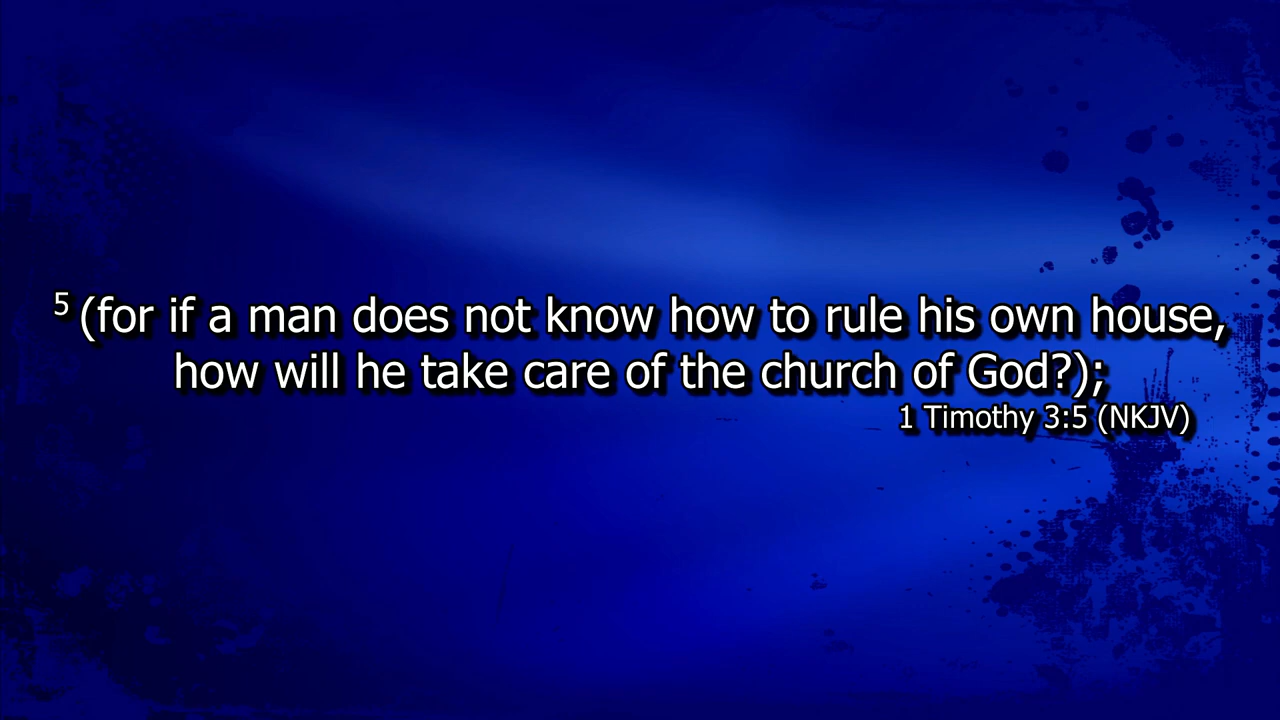 5 (for if a man does not know how to rule his own house,
how will he take care of the church of God?);
1 Timothy 3:5 (NKJV)